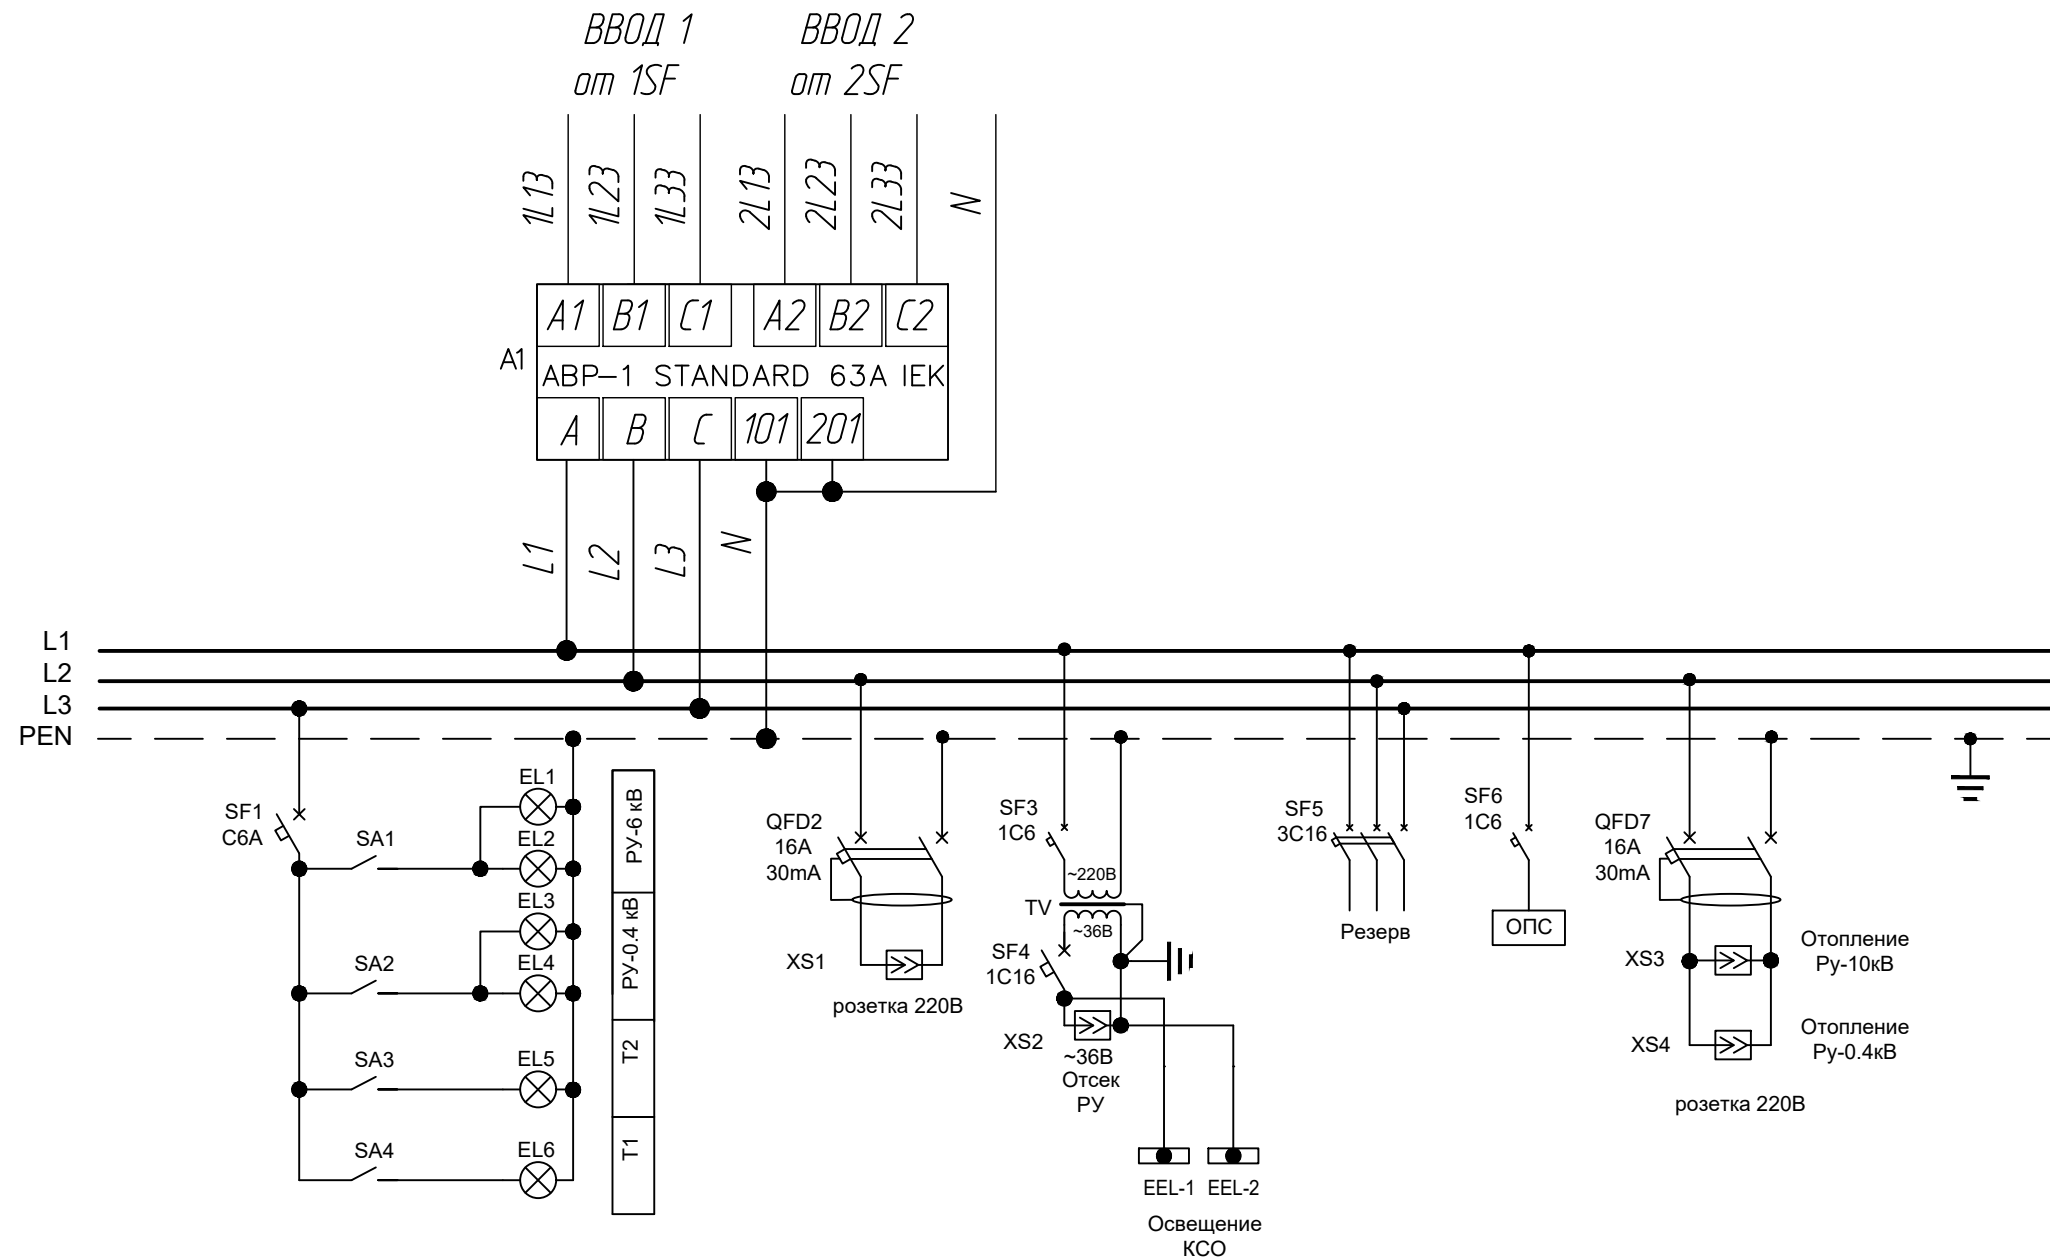 ВВОД 1
от 1SF
ВВОД 2
от 2SF
1L13
1L23
1L33
2L13
2L23
2L33
N
A1 B1 C1 A2 B2 C2
A1
ABP-1 STANDARD 63A IEK
A B C 101 201
L1
L2
L3
N
L1
L2
L3
PEN
SF1
C6A
SA1
SA2
SA3
SA4
EL1
EL2
EL3
EL4
EL5
EL6
РУ-6 кВ
РУ-0.4 кВ
Т2
Т1
QFD2
16A
30mA
XS1
розетка 220В
SF3
1C6
~220В
TV
~36В
SF4
1C16
XS2
~36В
Отсек
РУ
EEL-1 EEL-2
Освещение
КСО
SF5
3C16
Резерв
SF6
1C6
ОПС
QFD7
16A
30mA
XS3
Отопление
Ру-10кВ
XS4
Отопление
Ру-0.4кВ
розетка 220В